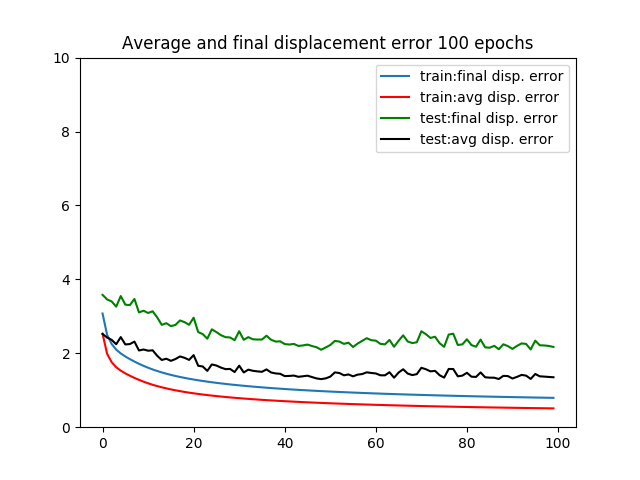 Average and final displacement error 100 epochs
train:final disp. error
train:avg disp. error
test:final disp. error
test:avg disp. error
10
8
6
4
2
0
0 20 40 60 80 100